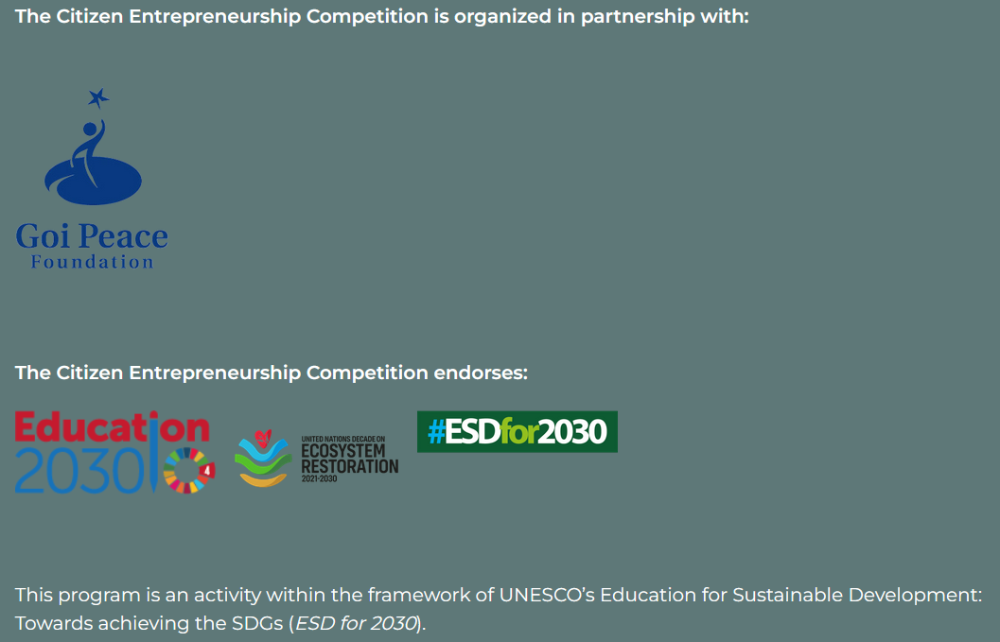 The Citizen Entrepreneurship Competition is organized in partnership with:
Goi Peace
Foundation
The Citizen Entrepreneurship Competition endorses:
Education
2030
4
UNITED NATIONS DECADE ON
ECOSYSTEM
RESTORATION
2021-2030
#ESDfor2030
This program is an activity within the framework of UNESCO’s Education for Sustainable Development:
Towards achieving the SDGs (ESD for 2030).